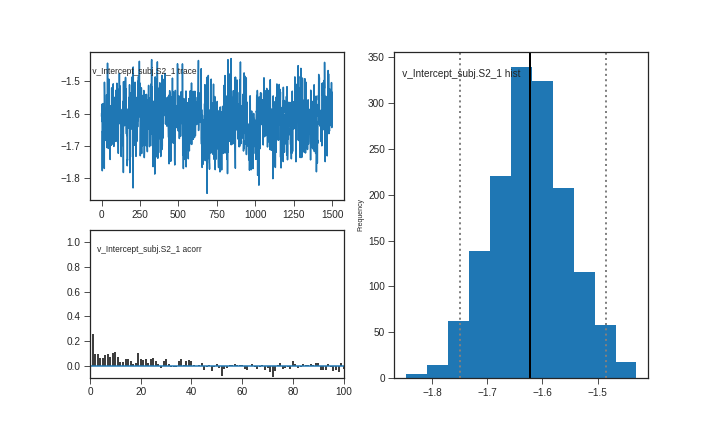 v_Intercept_subj.S2_1 trace
−1.5
−1.6
−1.7
−1.8
0 250 500 750 1000 1250 1500
v_Intercept_subj.S2_1 acorr
1.0
0.8
0.6
0.4
0.2
0.0
0 20 40 60 80 100
v_Intercept_subj.S2_1 hist
Frequency
350
300
250
200
150
100
50
0
−1.8 −1.7 −1.6 −1.5